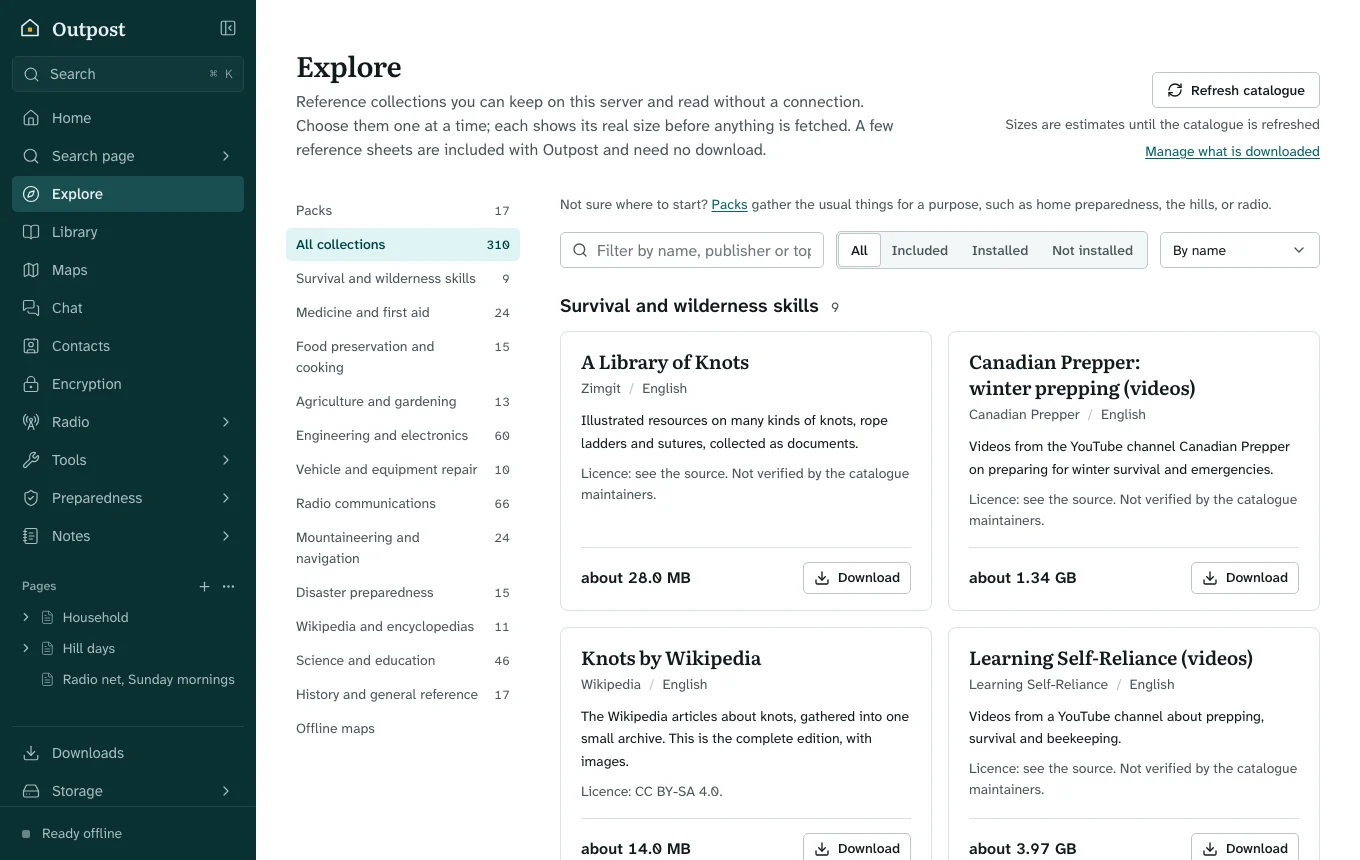 Outpost
Search
⌘ K
Home
Search page
Explore
Library
Maps
Chat
Contacts
Encryption
Radio
Tools
Preparedness
Notes
Pages
Household
Hill days
Radio net, Sunday mornings
Downloads
Storage
Ready offline
Explore
Reference collections you can keep on this server and read without a connection.
Choose them one at a time; each shows its real size before anything is fetched. A few
reference sheets are included with Outpost and need no download.
Refresh catalogue
Sizes are estimates until the catalogue is refreshed
Manage what is downloaded
Packs 17
All collections 310
Survival and wilderness skills 9
Medicine and first aid 24
Food preservation and 15
cooking
Agriculture and gardening 13
Engineering and electronics 60
Vehicle and equipment repair 10
Radio communications 66
Mountaineering and 24
navigation
Disaster preparedness 15
Wikipedia and encyclopedias 11
Science and education 46
History and general reference 17
Offline maps
Not sure where to start? Packs gather the usual things for a purpose, such as home preparedness, the hills, or radio.
Filter by name, publisher or top
All
Included
Installed
Not installed
By name
Survival and wilderness skills 9
A Library of Knots
Zimgit / English
Illustrated resources on many kinds of knots, rope
ladders and sutures, collected as documents.
Licence: see the source. Not verified by the catalogue
maintainers.
about 28.0 MB
Download
Canadian Prepper:
winter prepping (videos)
Canadian Prepper / English
Videos from the YouTube channel Canadian Prepper
on preparing for winter survival and emergencies.
Licence: see the source. Not verified by the catalogue
maintainers.
about 1.34 GB
Download
Knots by Wikipedia
Wikipedia / English
The Wikipedia articles about knots, gathered into one
small archive. This is the complete edition, with
images.
Licence: CC BY-SA 4.0.
about 14.0 MB
Download
Learning Self-Reliance (videos)
Learning Self-Reliance / English
Videos from a YouTube channel about prepping,
survival and beekeeping.
Licence: see the source. Not verified by the catalogue
maintainers.
about 3.97 GB
Download